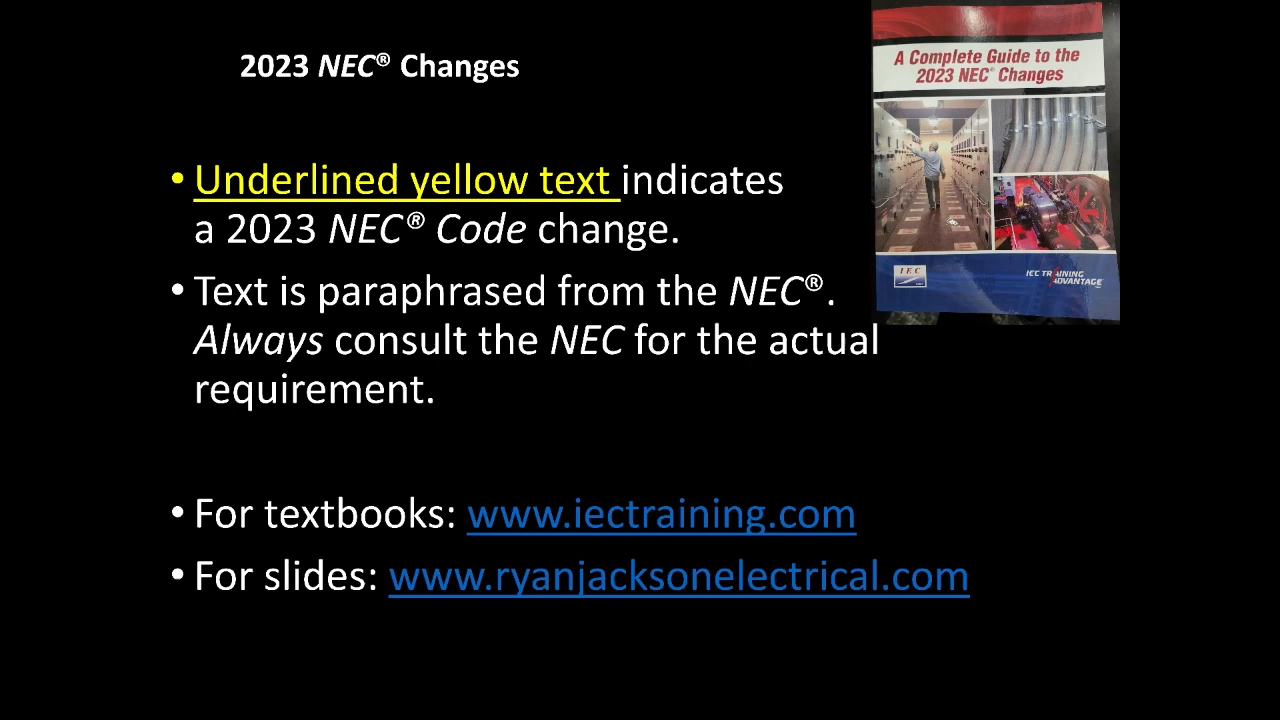 2023 NEC® Changes
A Complete Guide to the
2023 NEC® Changes
• Underlined yellow text indicates
a 2023 NEC® Code change.
• Text is paraphrased from the NEC®.
Always consult the NEC for the actual
requirement.
IEC
IEC TRAINING
ADVANTAGE
• For textbooks: www.iectraining.com
• For slides: www.ryanjacksonelectrical.com